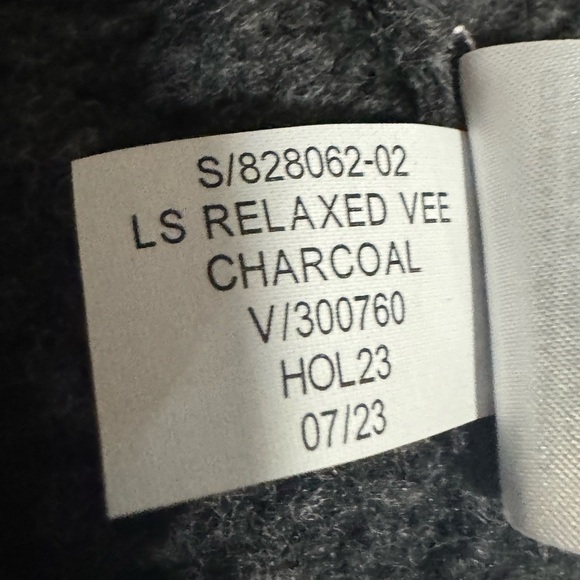 S/828062-02
LS RELAXED VEE
CHARCOAL
V/300760
HOL23
07/23